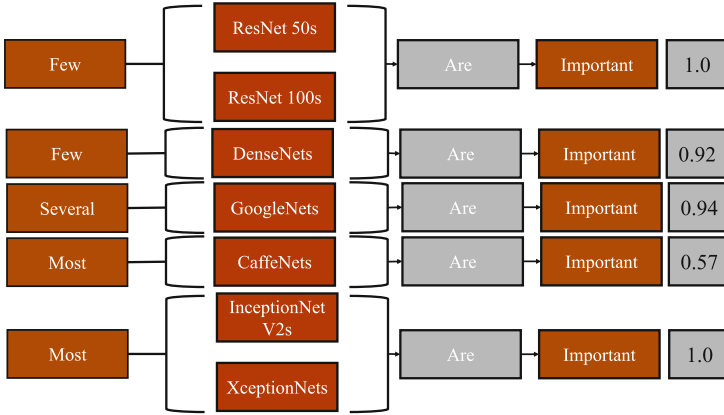 Few
ResNet 50s
ResNet 100s
Are
Important
1.0
Few
DenseNets
Are
Important
0.92
Several
GoogleNets
Are
Important
0.94
Most
CaffeNets
Are
Important
0.57
Most
InceptionNet
V2s
XceptionNets
Are
Important
1.0